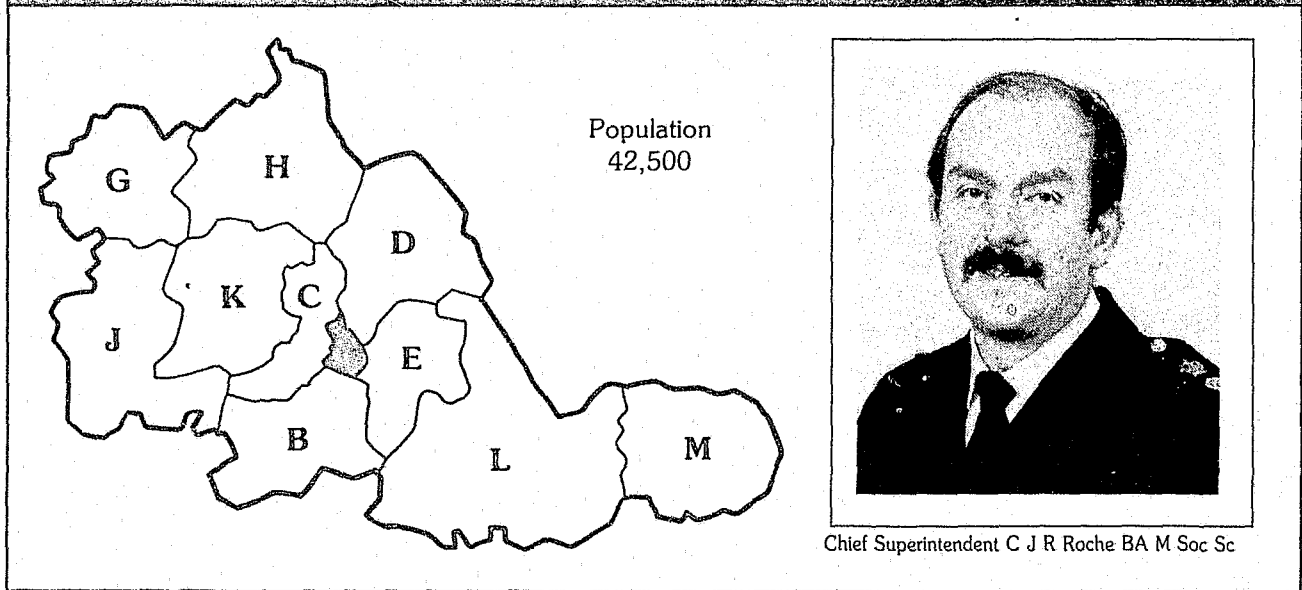 Population
42,500
G
H
D
K
C
J
E
B
L
M
Chief Superintendent C J R Roche BA M Soc Sc